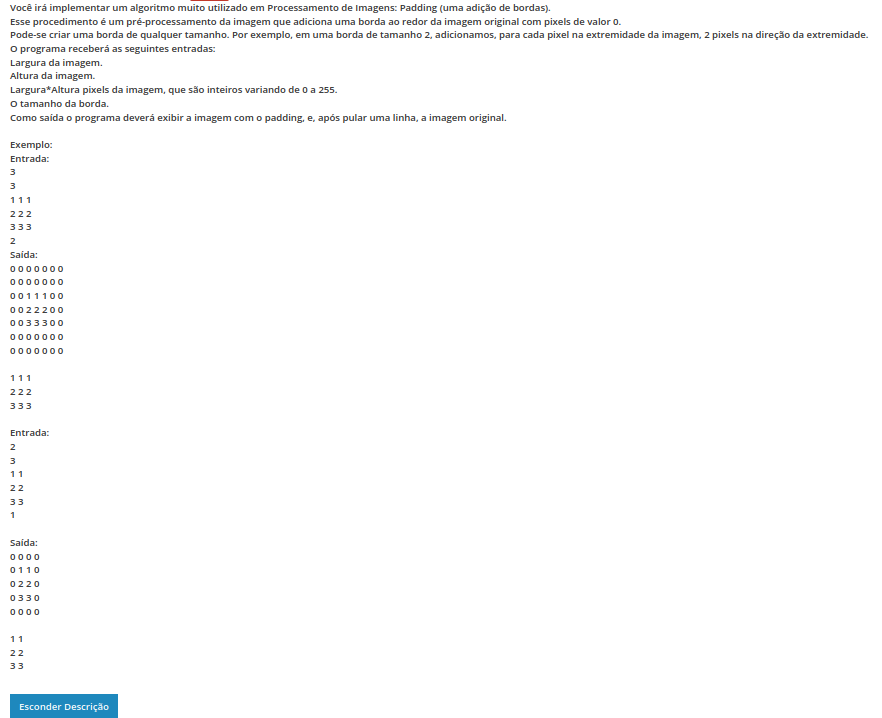 Você irá implementar um algoritmo muito utilizado em Processamento de Imagens: Padding (uma adição de bordas).
Esse procedimento é um pré-processamento da imagem que adiciona uma borda ao redor da imagem original com pixels de valor 0.
Pode-se criar uma borda de qualquer tamanho. Por exemplo, em uma borda de tamanho 2, adicionamos, para cada pixel na extremidade da imagem, 2 pixels na direção da extremidade.
O programa receberá as seguintes entradas:
Largura da imagem.
Altura da imagem.
Largura*Altura pixels da imagem, que são inteiros variando de 0 a 255.
O tamanho da borda.
Como saída o programa deverá exibir a imagem com o padding, e, após pular uma linha, a imagem original.
Exemplo:
Entrada:
3
3
1 1 1
2 2 2
3 3 3
2
Saída:
0 0 0 0 0 0 0
0 0 0 0 0 0 0
0 0 1 1 1 0 0
0 0 2 2 2 0 0
0 0 3 3 3 0 0
0 0 0 0 0 0 0
0 0 0 0 0 0 0
1 1 1
2 2 2
3 3 3
Entrada:
2
3
1 1
2 2
3 3
1
Saída:
0 0 0 0
0 1 1 0
0 2 2 0
0 3 3 0
0 0 0 0
1 1
2 2
3 3
Esconder Descrição